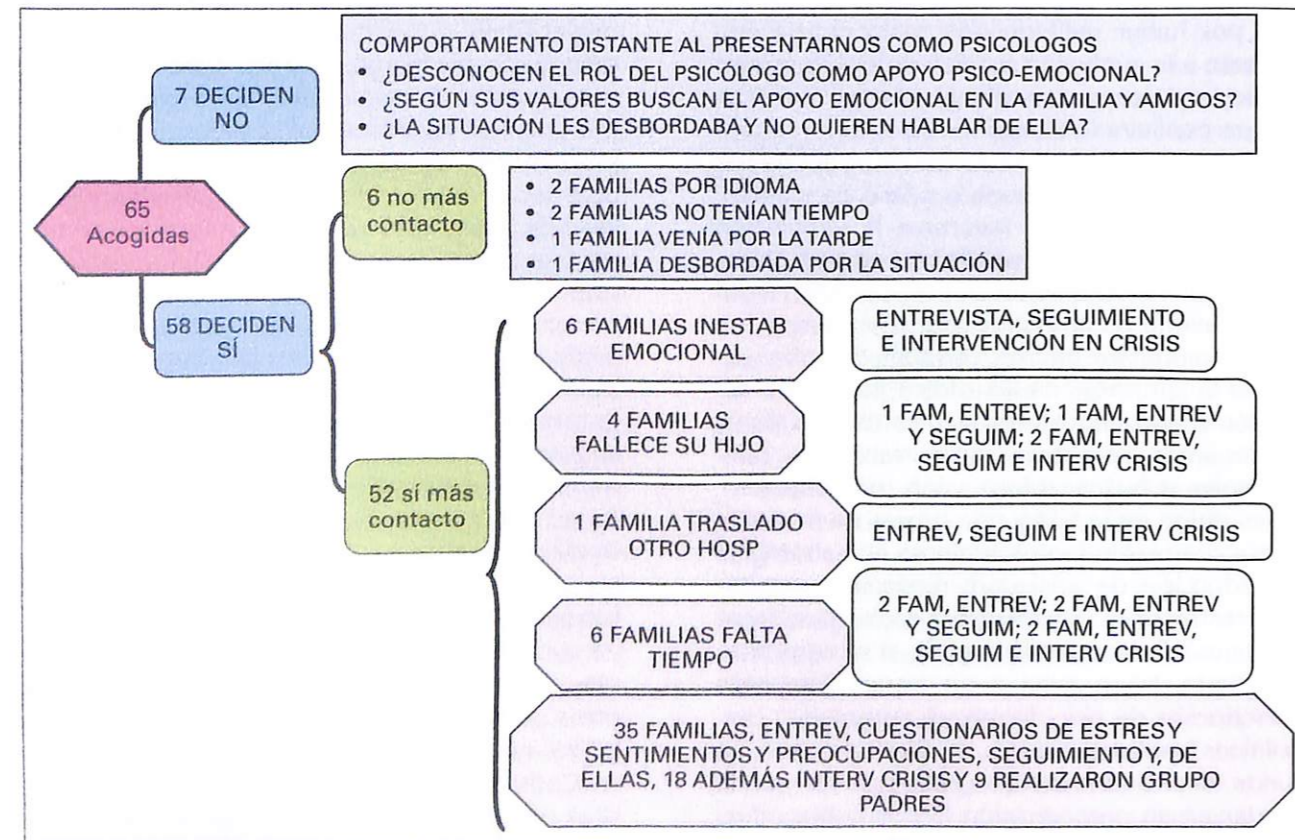 COMPORTAMIENTO DISTANTE AL PRESENTARNOS COMO PSICOLOGOS
• ¿DESCONOCEN EL ROL DEL PSICÓLOGO COMO APOYO PSICO-EMOCIONAL?
• ¿SEGÚN SUS VALORES BUSCAN EL APOYO EMOCIONAL EN LA FAMILIA Y AMIGOS?
• ¿LA SITUACIÓN LES DESBORDABA Y NO QUIEREN HABLAR DE ELLA?
7 DECIDEN
NO
65
Acogidas
6 no más
contacto
• 2 FAMILIAS POR IDIOMA
• 2 FAMILIAS NO TENÍAN TIEMPO
• 1 FAMILIA VENÍA POR LA TARDE
• 1 FAMILIA DESBORDADA POR LA SITUACIÓN
58 DECIDEN
SÍ
52 sí más
contacto
6 FAMILIAS INESTAB
EMOCIONAL
ENTREVISTA, SEGUIMIENTO
E INTERVENCIÓN EN CRISIS
4 FAMILIAS
FALLECE SU HIJO
1 FAM, ENTREV; 1 FAM, ENTREV
Y SEGUIM; 2 FAM, ENTREV,
SEGUIM E INTERV CRISIS
1 FAMILIA TRASLADO
OTRO HOSP
ENTREV, SEGUIM E INTERV CRISIS
6 FAMILIAS FALTA
TIEMPO
2 FAM, ENTREV; 2 FAM, ENTREV
Y SEGUIM; 2 FAM, ENTREV,
SEGUIM E INTERV CRISIS
35 FAMILIAS, ENTREV, CUESTIONARIOS DE ESTRES Y
SENTIMIENTOS Y PREOCUPACIONES, SEGUIMIENTO Y, DE
ELLAS, 18 ADEMÁS INTERV CRISIS Y 9 REALIZARON GRUPO
PADRES